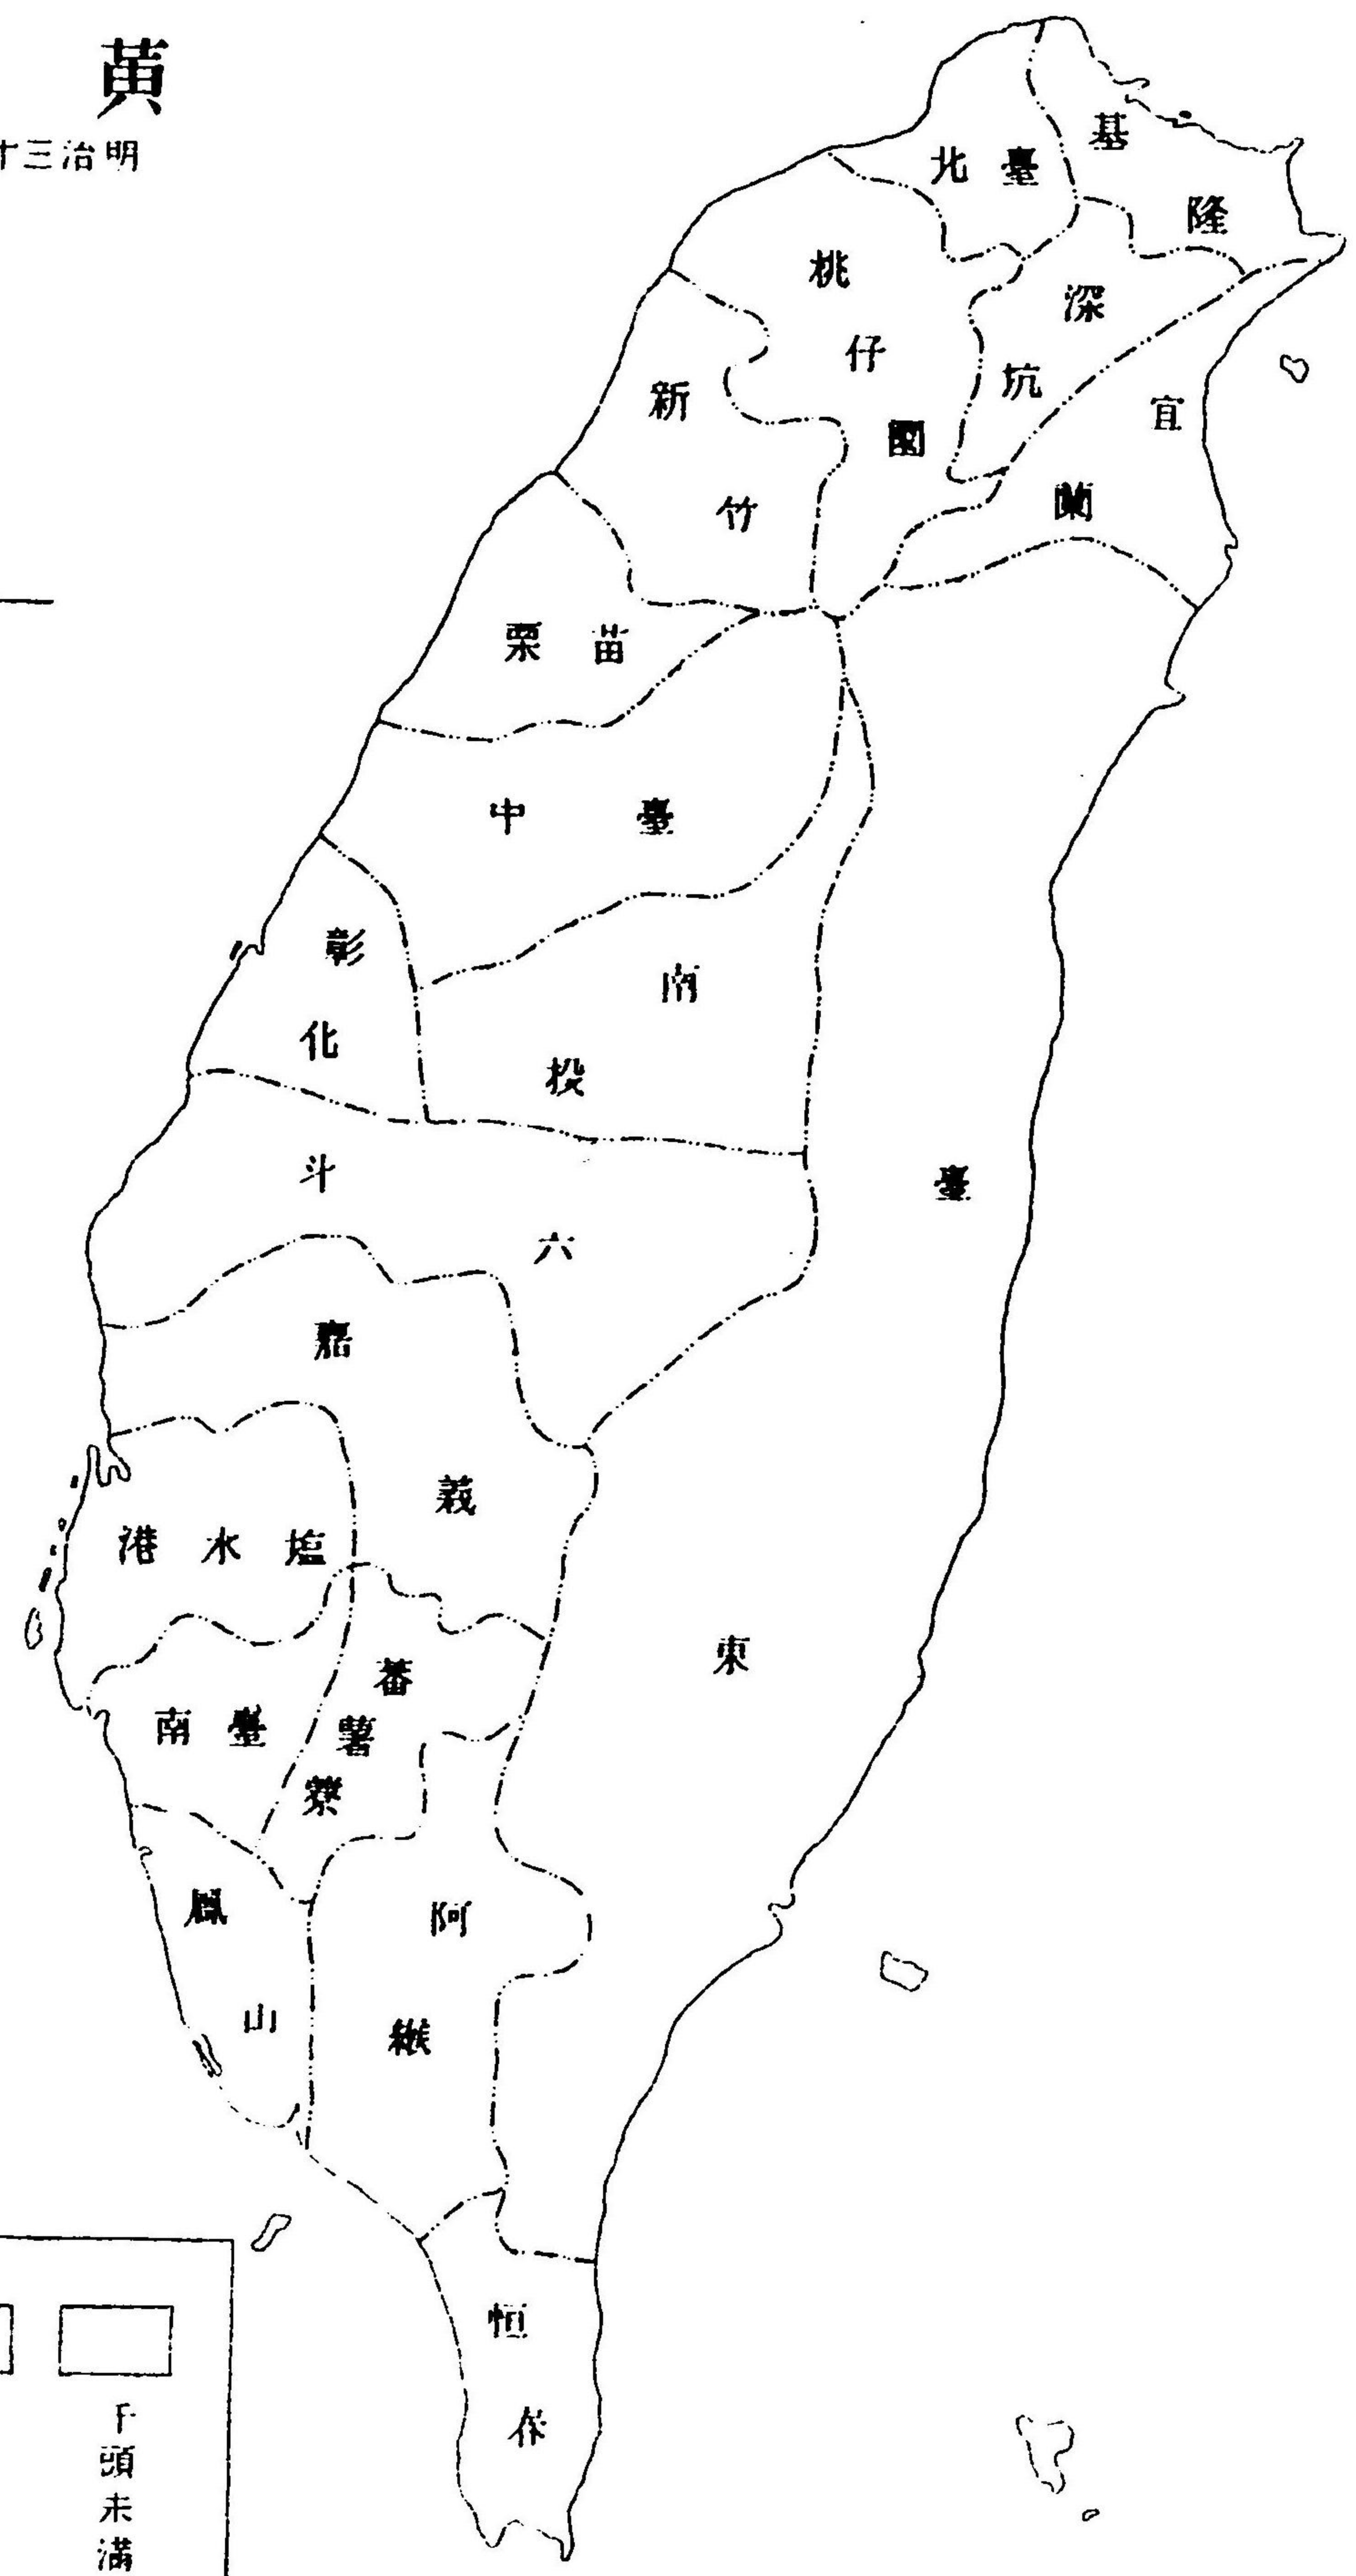 黃
明治三十
基隆
臺北
桃仔園
深坑
宜蘭
新竹
苗栗
臺中
彰化
南投
斗六
嘉義
塩水港
臺南
蕃薯寮
臺東
鳳山
阿緱
恒春
千頭未滿